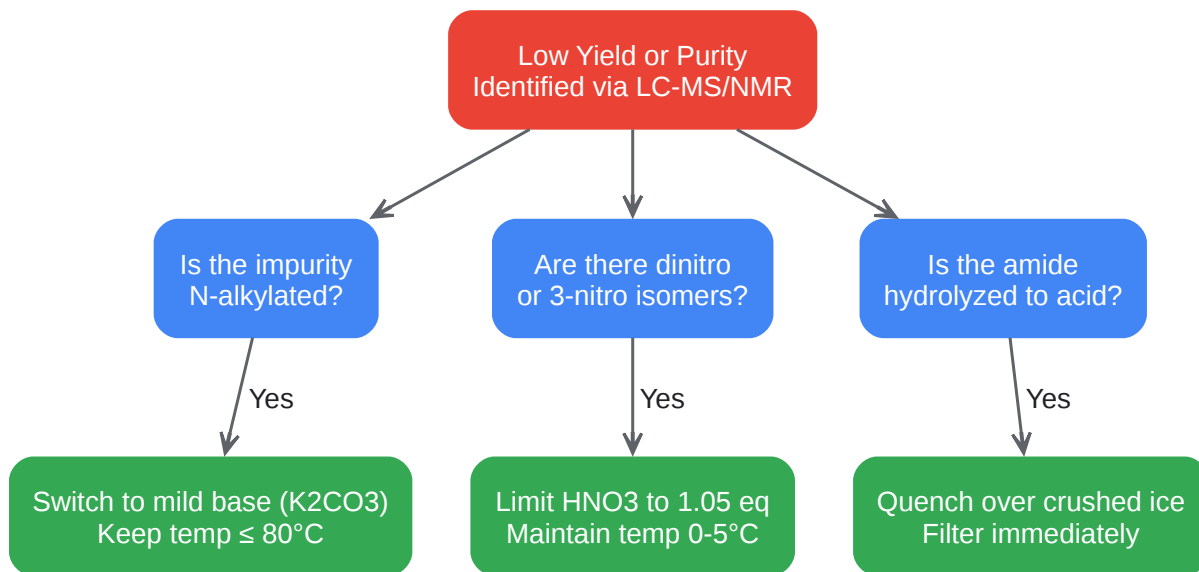 Low Yield or Purity
Identified via LC-MS/NMR
Is the impurity
N-alkylated?
Are there dinitro
or 3-nitro isomers?
Is the amide
hydrolyzed to acid?
Yes
Yes
Yes
Switch to mild base (K2CO3)
Keep temp ≤ 80°C
Limit HNO3 to 1.05 eq
Maintain temp 0-5°C
Quench over crushed ice
Filter immediately